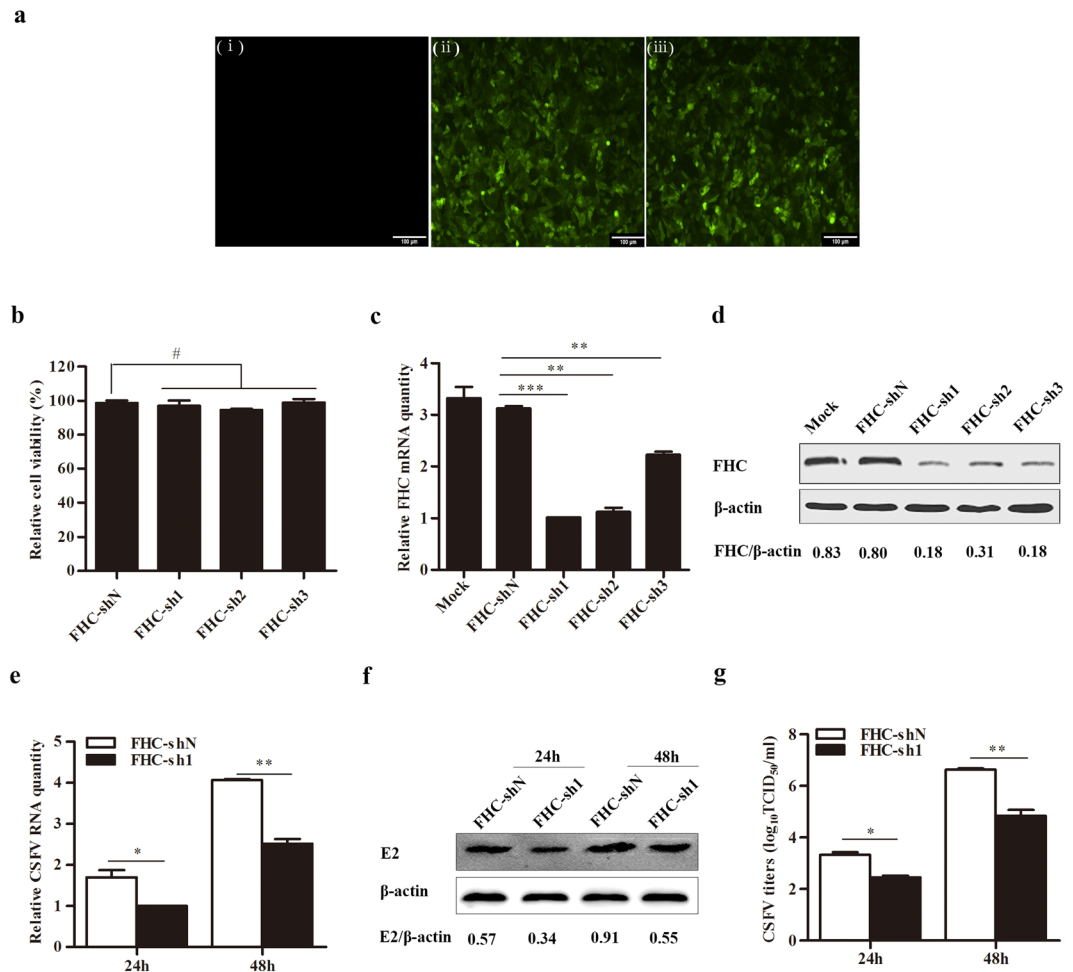 a
(i) (ii) (iii)
100 μm 100 μm 100 μm
b
Relative cell viability (%)
120
100
80
60
40
20
0
#
FHC-shN FHC-sh1 FHC-sh2 FHC-sh3
c
Relative FHC mRNA quantity
4
3
2
1
0
**
**
***
Mock FHC-shN FHC-sh1 FHC-sh2 FHC-sh3
d
Mock FHC-shN FHC-sh1 FHC-sh2 FHC-sh3
FHC
β-actin
FHC/β-actin 0.83 0.80 0.18 0.31 0.18
e
Relative CSFV RNA quantity
5
4
3
2
1
0
FHC-shN
FHC-sh1
*
**
24h 48h
f
24h 48h
FHC-shN FHC-sh1 FHC-shN FHC-sh1
E2
β-actin
E2/β-actin 0.57 0.34 0.91 0.55
g
CSFV titers (log10TCID50/ml)
8
6
4
2
0
FHC-shN
FHC-sh1
*
**
24h 48h